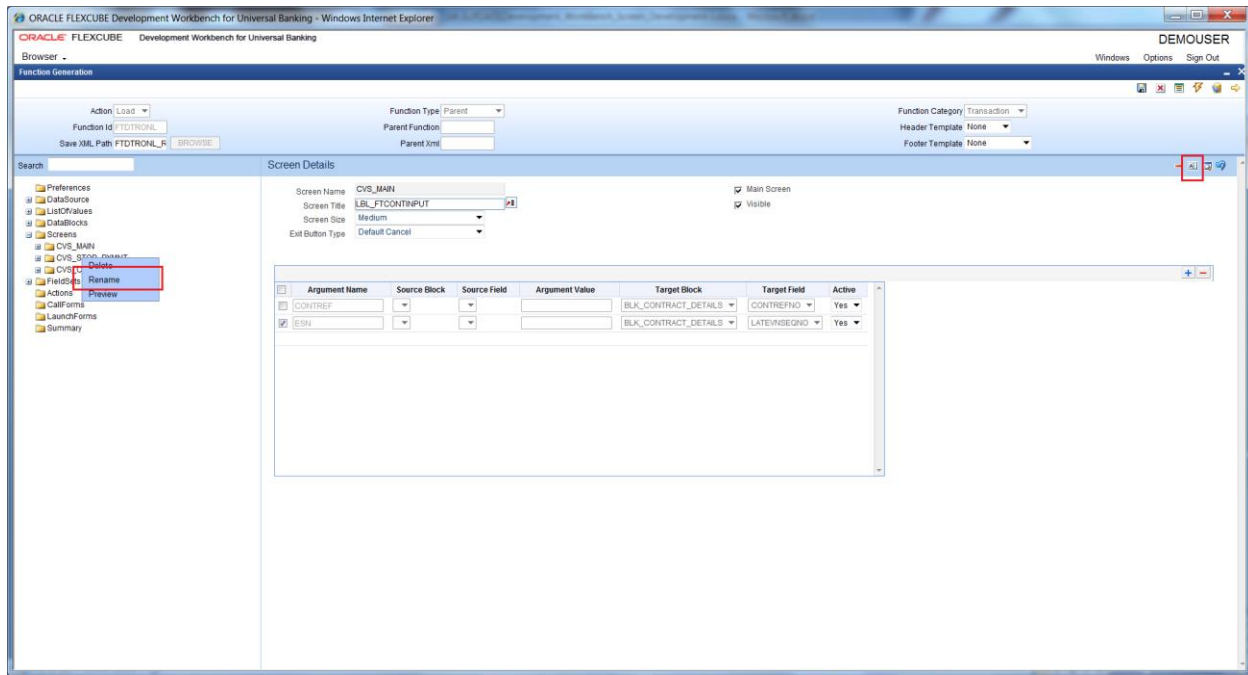 ORACLE FLEXCUBE Development Workbench for Universal Banking - Windows Internet Explorer
ORACLE FLEXCUBE Development Workbench for Universal Banking DEMOUSER
Browser Windows Options Sign Out
Function Generation
Action Load Function Type Parent Function Category Transaction
Function Id FTDTRONL Parent Function Header Template None
Save XML Path FTDTRONL_R BROWSE Parent Xml Footer Template None
Search Screen Details
Preferences
DataSource
ListOfValues
DataBlocks
Screens
CVS_MAIN
FieldSets
Actions
CallForms
LaunchForms
Summary
Delete
Rename
Preview
Screen Name CVS_MAIN Main Screen
Screen Title LBL_FTCONTINPUT Visible
Screen Size Medium
Exit Button Type Default Cancel
Argument Name Source Block Source Field Argument Value Target Block Target Field Active
CONTREF BLK_CONTRACT_DETAILS CONTREFNO Yes
ESN BLK_CONTRACT_DETAILS LATEVNSEQNO Yes